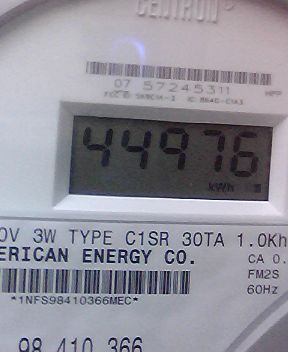 CENTRON
07 57245311
44976
kWh
0V 3W TYPE C1SR 30TA 1.0Kh
ERICAN ENERGY CO.
CA 0.
FM2S
*1NFS98410366MEC*
60Hz
98 410 366